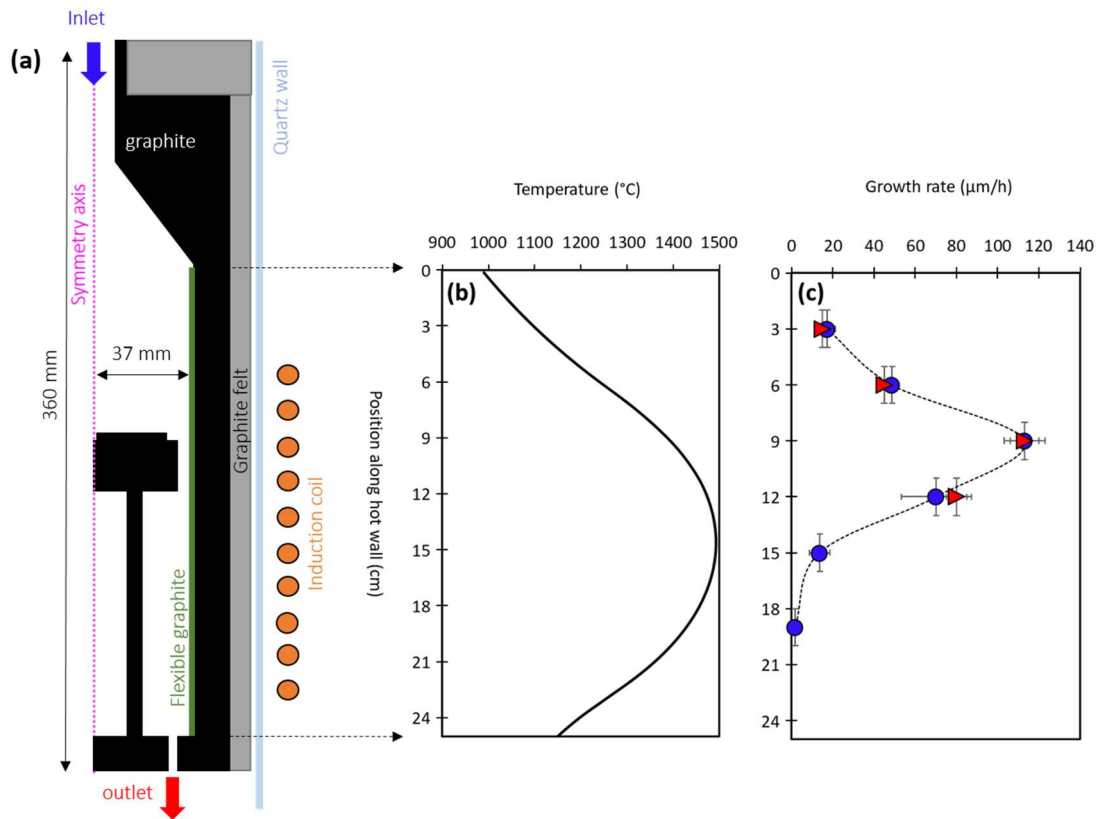 Inlet
(a)
graphite
Quartz wall
Symmetry axis
37 mm
360 mm
Graphite felt
Induction coil
Flexible graphite
outlet
Temperature (°C)
900 1000 1100 1200 1300 1400 1500
(b)
Position along hot wall (cm)
0
3
6
9
12
15
18
21
24
Growth rate (µm/h)
0 20 40 60 80 100 120 140
(c)
0
3
6
9
12
15
18
21
24